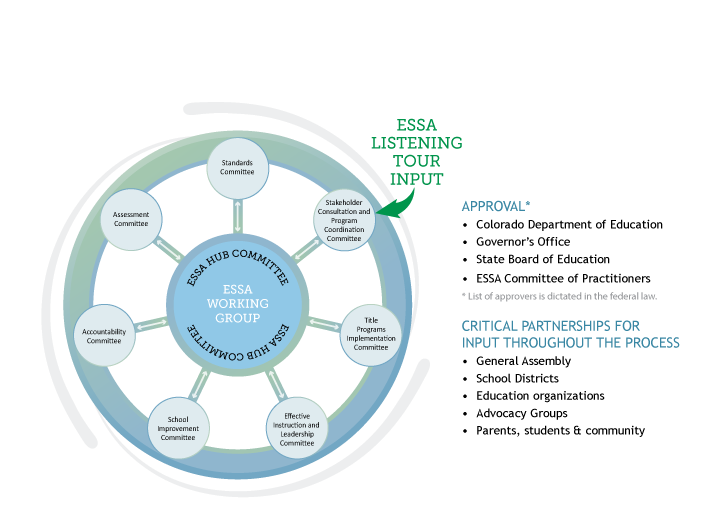 ESSA
LISTENING
TOUR
INPUT
Standards
Committee
Stakeholder
Consultation and
Program
Coordination
Committee
Assessment
Committee
ESSA HUB COMMITTEE
ESSA
WORKING
GROUP
ESSA HUB COMMITTEE
Accountability
Committee
Title
Programs
Implementation
Committee
School
Improvement
Committee
Effective
Instruction and
Leadership
Committee
APPROVAL*
• Colorado Department of Education
• Governor’s Office
• State Board of Education
• ESSA Committee of Practitioners
* List of approvers is dictated in the federal law.
CRITICAL PARTNERSHIPS FOR
INPUT THROUGHOUT THE PROCESS
• General Assembly
• School Districts
• Education organizations
• Advocacy Groups
• Parents, students & community